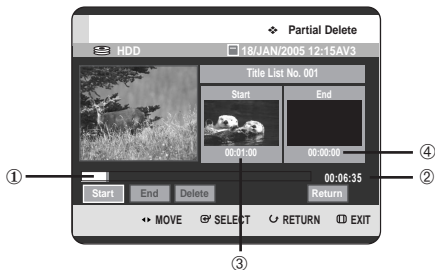 ❖ Partial Delete
HDD 18/JAN/2005 12:15AV3
Title List No. 001
Start End
00:01:00 00:00:00 ④
① 00:06:35 ②
Start End Delete Return
MOVE SELECT RETURN EXIT
③